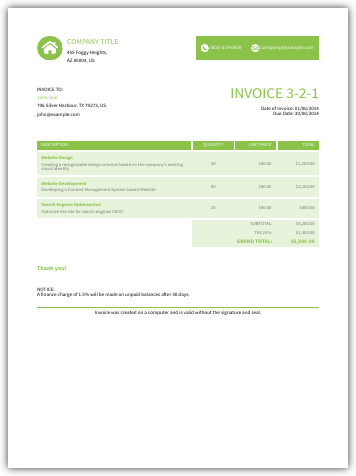 COMPANY TITLE
455 Foggy Heights,
AZ 85004, US
(602) 519-0450
company@example.com
INVOICE TO:
John Doe
796 Silver Harbour, TX 79273, US
john@example.com
INVOICE 3-2-1
Date of Invoice: 01/06/2014
Due Date: 30/06/2014
DESCRIPTION QUANTITY UNIT PRICE TOTAL
Website Design
Creating a recognizable design solution based on the company's existing
visual identity
30 $40.00 $1,200.00
Website Development
Developing a Content Management System-based Website
80 $40.00 $3,200.00
Search Engines Optimization
Optimize the site for search engines (SEO)
20 $40.00 $800.00
SUBTOTAL: $5,200.00
TAX 25%: $1,300.00
GRAND TOTAL: $6,500.00
Thank you!
NOTICE:
A finance charge of 1.5% will be made on unpaid balances after 30 days.
Invoice was created on a computer and is valid without the signature and seal.